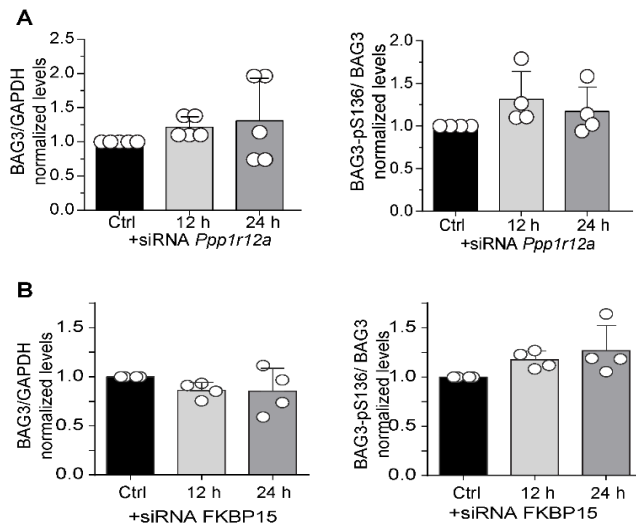 A
BAG3/GAPDH
normalized levels
2.5
2.0
1.5
1.0
0.5
0.0
Ctrl 12 h 24 h
+siRNA Ppp1r12a
BAG3-pS136/ BAG3
normalized levels
2.0
1.5
1.0
0.5
0.0
Ctrl 12 h 24 h
+siRNA Ppp1r12a
B
BAG3/GAPDH
normalized levels
1.5
1.0
0.5
0.0
Ctrl 12 h 24 h
+siRNA FKBP15
BAG3-pS136/ BAG3
normalized levels
1.5
1.0
0.5
0.0
Ctrl 12 h 24 h
+siRNA FKBP15